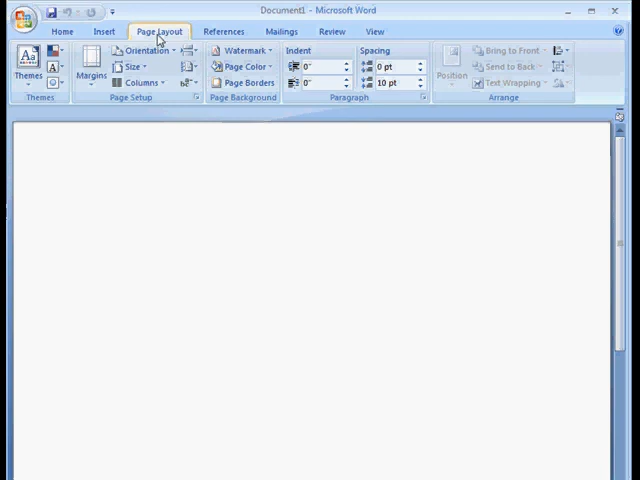 Document1 - Microsoft Word
Home Insert Page Layout References Mailings Review View
Themes Margins Orientation Watermark Indent Spacing Position Bring to Front
Size Page Color 0" 0 pt Send to Back
Columns Page Borders 0" 10 pt Text Wrapping
Themes Page Setup Page Background Paragraph Arrange